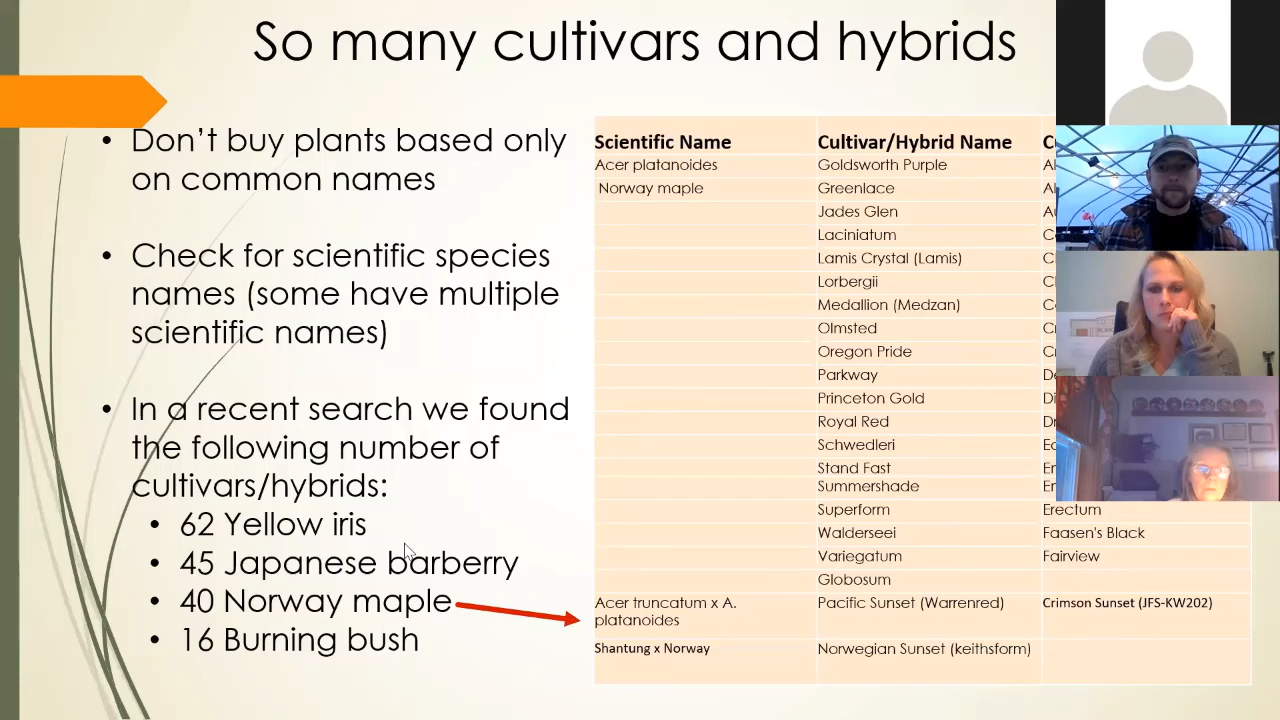 So many cultivars and hybrids
• Don't buy plants based only
on common names
• Check for scientific species
names (some have multiple
scientific names)
• In a recent search we found
the following number of
cultivars/hybrids:
• 62 Yellow iris
• 45 Japanese barberry
• 40 Norway maple
• 16 Burning bush
Scientific Name Cultivar/Hybrid Name
Acer platanoides Goldsworth Purple
Norway maple Greenlace
Jades Glen
Laciniatum
Lamis Crystal (Lamis)
Lorbergii
Medallion (Medzan)
Olmsted
Oregon Pride
Parkway
Princeton Gold
Royal Red
Schwedleri
Stand Fast
Summershade
Superform Erectum
Walderseei Faasen's Black
Variegatum Fairview
Globosum
Acer truncatum x A. Pacific Sunset (Warrenred) Crimson Sunset (JFS-KW202)
platanoides
Shantung x Norway Norwegian Sunset (keithsform)